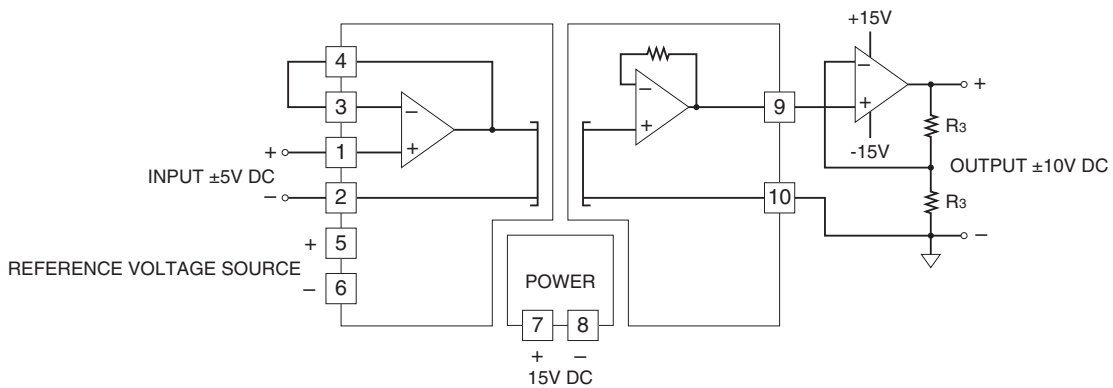 +15V
4
−
3
−
−
9
+
+
+
R3
+
1
+
-15V
INPUT ±5V DC
OUTPUT ±10V DC
−
2
10
R3
+
5
−
REFERENCE VOLTAGE SOURCE
POWER
−
6
7
8
+
−
15V DC